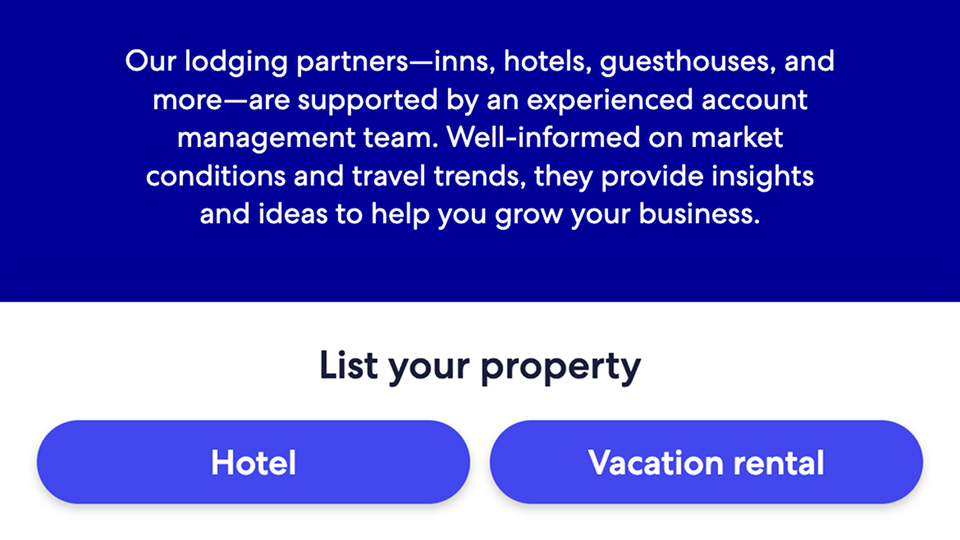 Our lodging partners—inns, hotels, guesthouses, and
more—are supported by an experienced account
management team. Well-informed on market
conditions and travel trends, they provide insights
and ideas to help you grow your business.
List your property
Hotel
Vacation rental